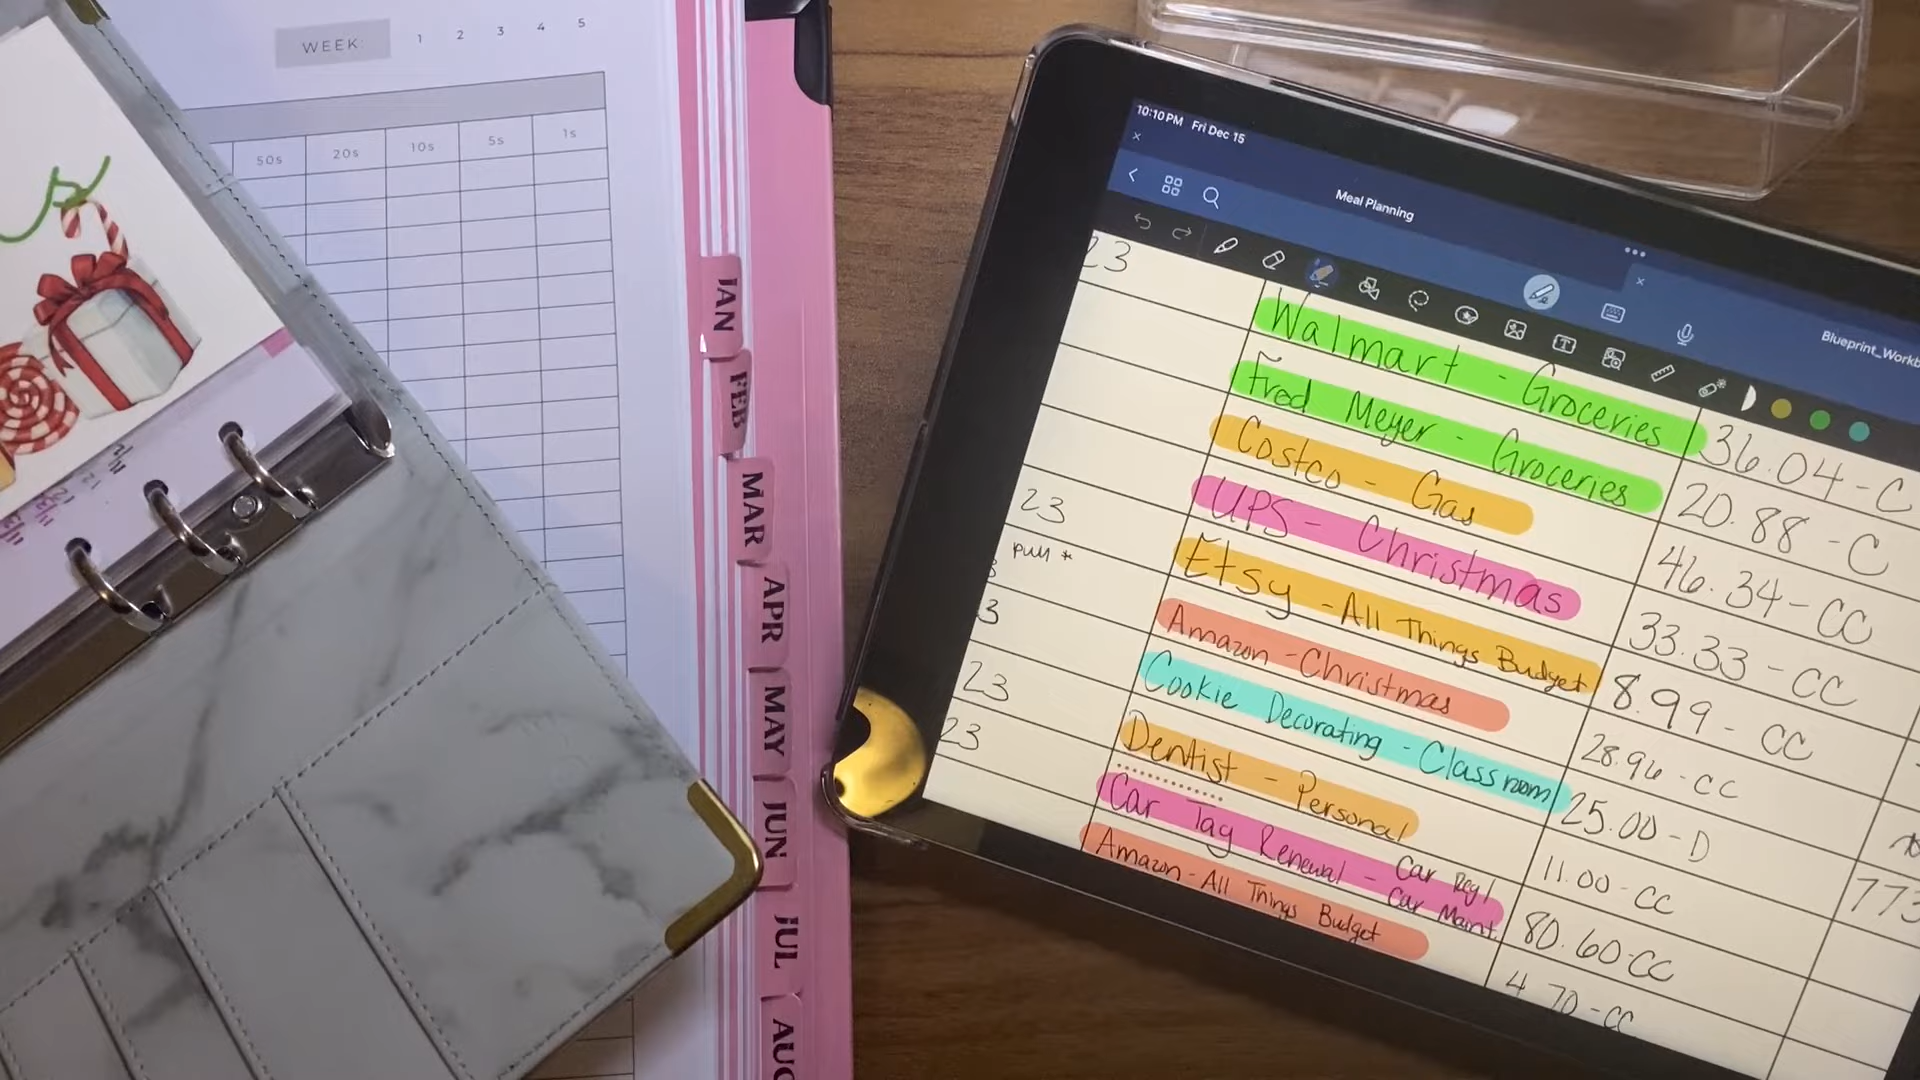 WEEK: 1 2 3 4 5
50s 20s 10s 5s 1s
JAN
FEB
MAR
APR
MAY
JUN
JUL
AUG
10:10 PM Fri Dec 15
Meal Planning
Blueprint_Workb
23
Walmart - Groceries 36.04 - C
Fred Meyer - Groceries 20.88 - C
Costco - Gas 46.34 - CC
23 UPS - Christmas 33.33 - CC
pull *
Etsy - All Things Budget 8.99 - CC
3 Amazon - Christmas 28.96 - CC
Cookie Decorating - Classroom 25.00 - D
23 Dentist - Personal 11.00 - CC
23 Car Tag Renewal - Car Reg/ Car Maint. 80.60 - CC
773
Amazon - All Things Budget 4.70 - CC